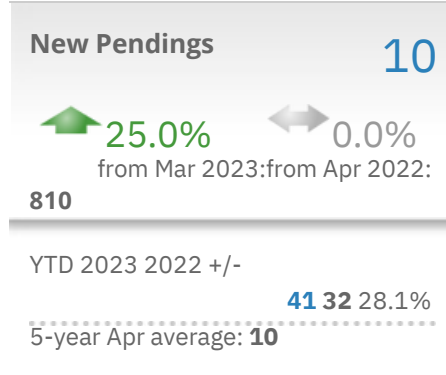 New Pendings
10
25.0% 0.0%
from Mar 2023:from Apr 2022:
810
YTD 2023 2022 +/-
41 32 28.1%
5-year Apr average: 10